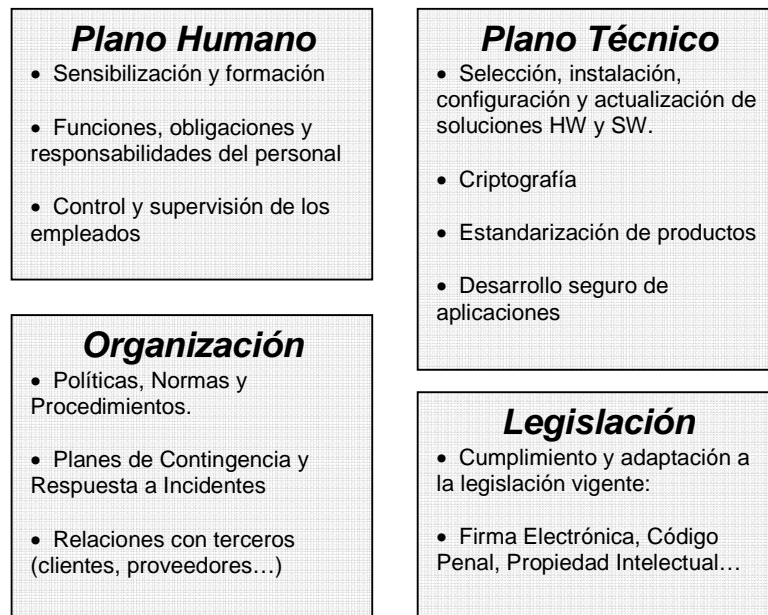 Plano Humano
• Sensibilización y formación
• Funciones, obligaciones y
responsabilidades del personal
• Control y supervisión de los
empleados
Plano Técnico
• Selección, instalación,
configuración y actualización de
soluciones HW y SW.
• Criptografía
• Estandarización de productos
• Desarrollo seguro de
aplicaciones
Organización
• Políticas, Normas y
Procedimientos.
• Planes de Contingencia y
Respuesta a Incidentes
• Relaciones con terceros
(clientes, proveedores…)
Legislación
• Cumplimiento y adaptación a
la legislación vigente:
• Firma Electrónica, Código
Penal, Propiedad Intelectual…